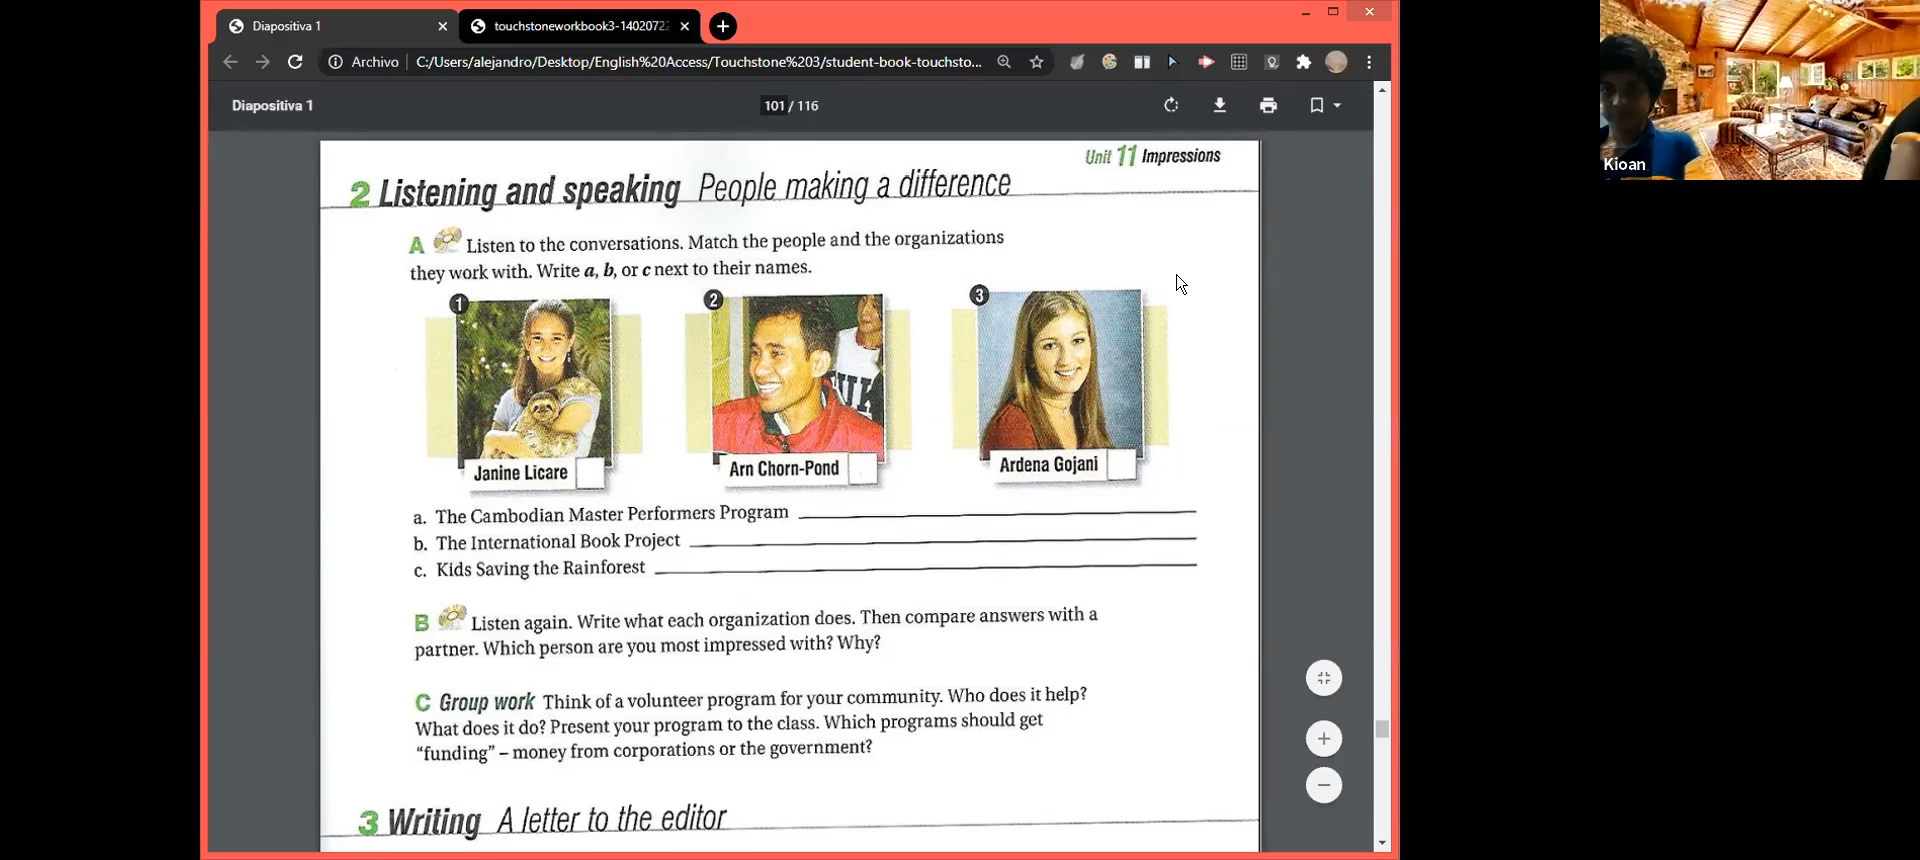 Diapositiva 1
touchstoneworkbook3-14020722
Archivo
C:/Users/alejandro/Desktop/English%20Access/Touchstone%203/student-book-touchsto...
Diapositiva 1
101 / 116
Unit 11 Impressions
2 Listening and speaking People making a difference
A Listen to the conversations. Match the people and the organizations
they work with. Write a, b, or c next to their names.
1
2
3
Janine Licare
Arn Chorn-Pond
Ardena Gojani
a. The Cambodian Master Performers Program
b. The International Book Project
c. Kids Saving the Rainforest
B Listen again. Write what each organization does. Then compare answers with a
partner. Which person are you most impressed with? Why?
C Group work Think of a volunteer program for your community. Who does it help?
What does it do? Present your program to the class. Which programs should get
“funding” – money from corporations or the government?
3 Writing A letter to the editor
Kioan